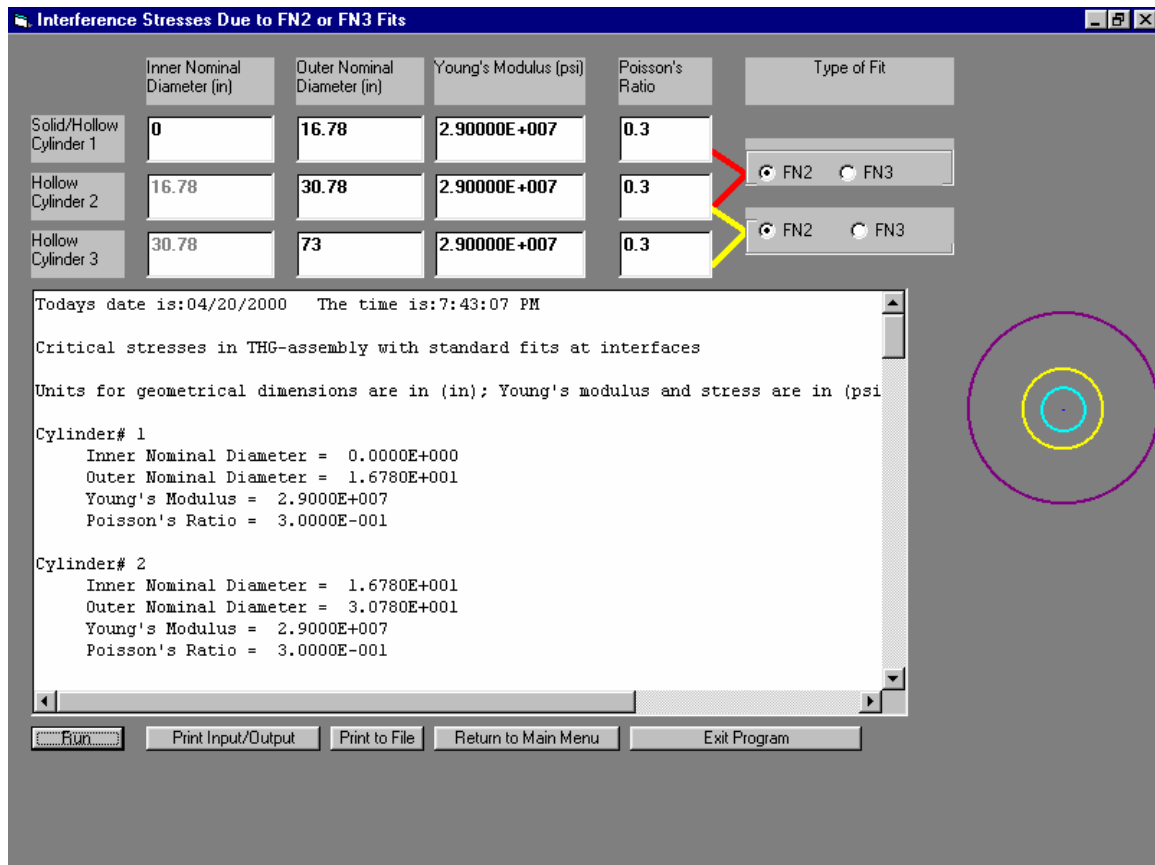 Interference Stresses Due to FN2 or FN3 Fits
Inner Nominal Diameter (in)
Outer Nominal Diameter (in)
Young's Modulus (psi)
Poisson's Ratio
Type of Fit
Solid/Hollow Cylinder 1
0
16.78
2.90000E+007
0.3
FN2
FN3
Hollow Cylinder 2
16.78
30.78
2.90000E+007
0.3
Hollow Cylinder 3
30.78
73
2.90000E+007
0.3
FN2
FN3
Todays date is:04/20/2000 The time is:7:43:07 PM
Critical stresses in THG-assembly with standard fits at interfaces
Units for geometrical dimensions are in (in); Young's modulus and stress are in (psi
Cylinder# 1
Inner Nominal Diameter = 0.0000E+000
Outer Nominal Diameter = 1.6780E+001
Young's Modulus = 2.9000E+007
Poisson's Ratio = 3.0000E-001
Cylinder# 2
Inner Nominal Diameter = 1.6780E+001
Outer Nominal Diameter = 3.0780E+001
Young's Modulus = 2.9000E+007
Poisson's Ratio = 3.0000E-001
Run
Print Input/Output
Print to File
Return to Main Menu
Exit Program